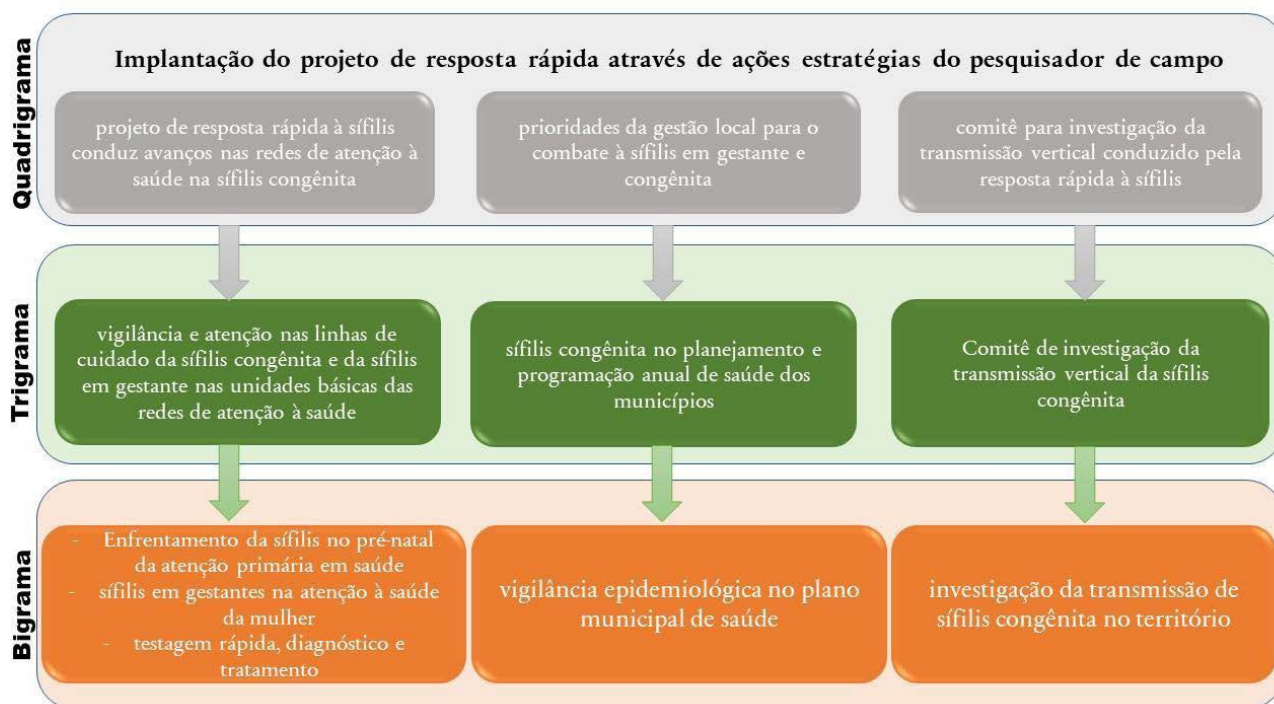 Quadrigrama
Implantação do projeto de resposta rápida através de ações estratégias do pesquisador de campo
projeto de resposta rápida à sífilis
conduz avanços nas redes de atenção à
saúde na sífilis congênita
prioridades da gestão local para o
combate à sífilis em gestante e
congênita
comitê para investigação da
transmissão vertical conduzido pela
resposta rápida à sífilis
Trigrama
vigilância e atenção nas linhas de
cuidado da sífilis congênita e da sífilis
em gestante nas unidades básicas das
redes de atenção à saúde
sífilis congênita no planejamento e
programação anual de saúde dos
municípios
Comitê de investigação da
transmissão vertical da sífilis
congênita
Bigrama
- Enfrentamento da sífilis no pré-natal
da atenção primária em saúde
- sífilis em gestantes na atenção à saúde
da mulher
- testagem rápida, diagnóstico e
tratamento
vigilância epidemiológica no plano
municipal de saúde
investigação da transmissão de
sífilis congênita no território